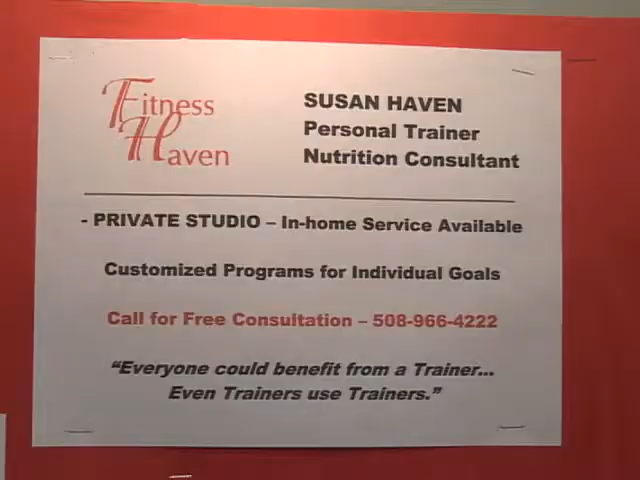 Fitness
Haven
SUSAN HAVEN
Personal Trainer
Nutrition Consultant
- PRIVATE STUDIO – In-home Service Available
Customized Programs for Individual Goals
Call for Free Consultation – 508-966-4222
“Everyone could benefit from a Trainer...
Even Trainers use Trainers.”